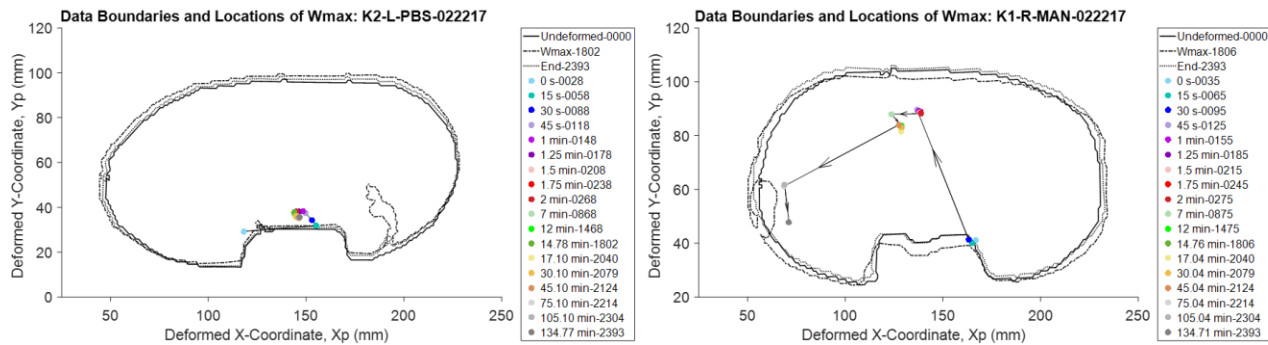 Data Boundaries and Locations of Wmax: K2-L-PBS-022217
120
100
80
60
40
20
0
0
50
100
150
200
250
Deformed Y-Coordinate, Yp (mm)
Deformed X-Coordinate, Xp (mm)
Undeformed-0000
Wmax-1802
End-2393
0 s-0028
15 s-0058
30 s-0088
45 s-0118
1 min-0148
1.25 min-0178
1.5 min-0208
1.75 min-0238
2 min-0268
7 min-0868
12 min-1468
14.78 min-1802
17.10 min-2040
30.10 min-2079
45.10 min-2124
75.10 min-2214
105.10 min-2304
134.77 min-2393
Data Boundaries and Locations of Wmax: K1-R-MAN-022217
120
100
80
60
40
20
50
100
150
200
250
Deformed Y-Coordinate, Yp (mm)
Deformed X-Coordinate, Xp (mm)
Undeformed-0000
Wmax-1806
End-2393
0 s-0035
15 s-0065
30 s-0095
45 s-0125
1 min-0155
1.25 min-0185
1.5 min-0215
1.75 min-0245
2 min-0275
7 min-0875
12 min-1475
14.76 min-1806
17.04 min-2040
30.04 min-2079
45.04 min-2124
75.04 min-2214
105.04 min-2304
134.71 min-2393